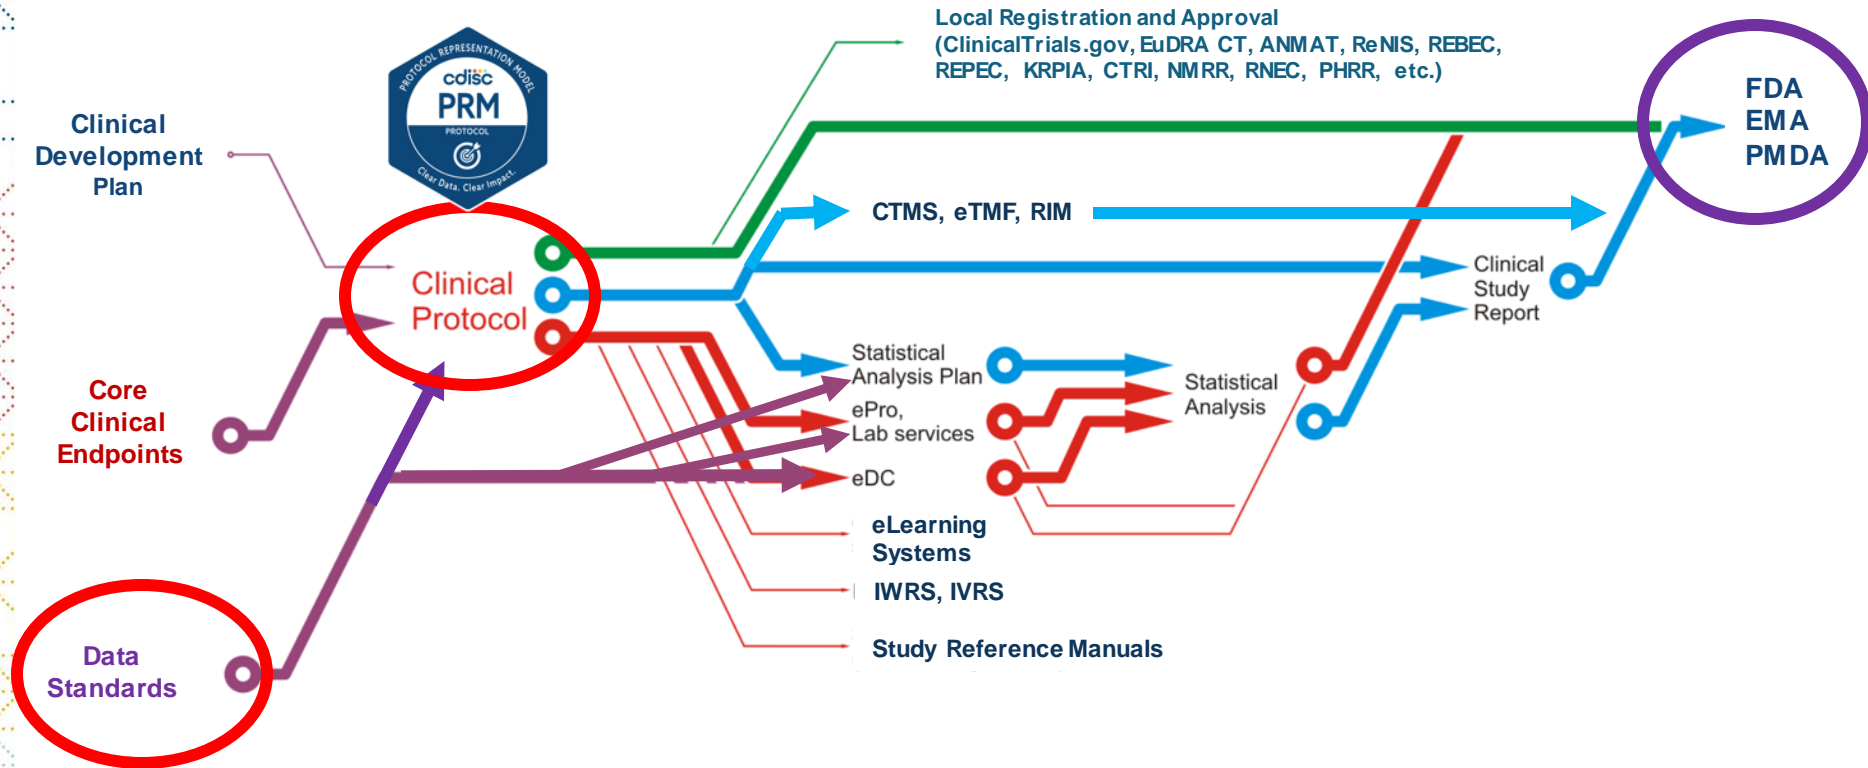 Local Registration and Approval
(ClinicalTrials.gov, EuDRA CT, ANMAT, ReNIS, REBEC,
REPEC, KRPIA, CTRI, NMRR, RNEC, PHRR, etc.)
PROTOCOL REPRESENTATION MODEL
cdisc
PRM
PROTOCOL
Clear Data. Clear Impact.
FDA
EMA
PMDA
Clinical
Development
Plan
CTMS, eTMF, RIM
Clinical
Protocol
Clinical
Study
Report
Core
Clinical
Endpoints
Statistical
Analysis Plan
ePro,
Lab services
eDC
Statistical
Analysis
eLearning
Systems
IWRS, IVRS
Study Reference Manuals
Data
Standards